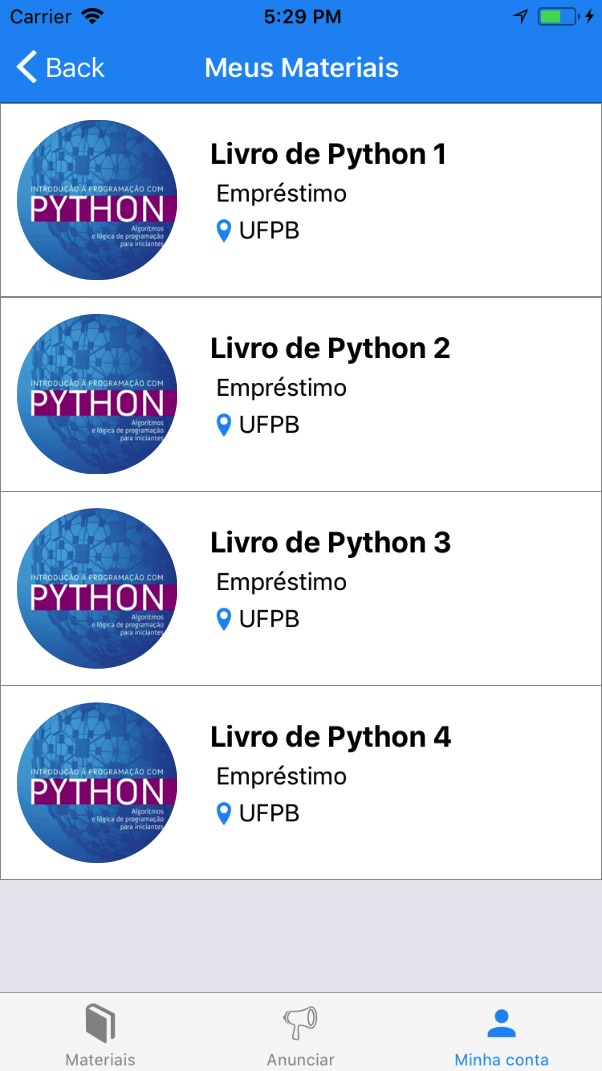 Carrier 5:29 PM
Back Meus Materiais
INTRODUÇÃO À PROGRAMAÇÃO COM
PYTHON
Algoritmos
e lógica de programação
para iniciantes
Livro de Python 1
Empréstimo
UFPB
INTRODUÇÃO À PROGRAMAÇÃO COM
PYTHON
Algoritmos
e lógica de programação
para iniciantes
Livro de Python 2
Empréstimo
UFPB
INTRODUÇÃO À PROGRAMAÇÃO COM
PYTHON
Algoritmos
e lógica de programação
para iniciantes
Livro de Python 3
Empréstimo
UFPB
INTRODUÇÃO À PROGRAMAÇÃO COM
PYTHON
Algoritmos
e lógica de programação
para iniciantes
Livro de Python 4
Empréstimo
UFPB
Materiais Anunciar Minha conta